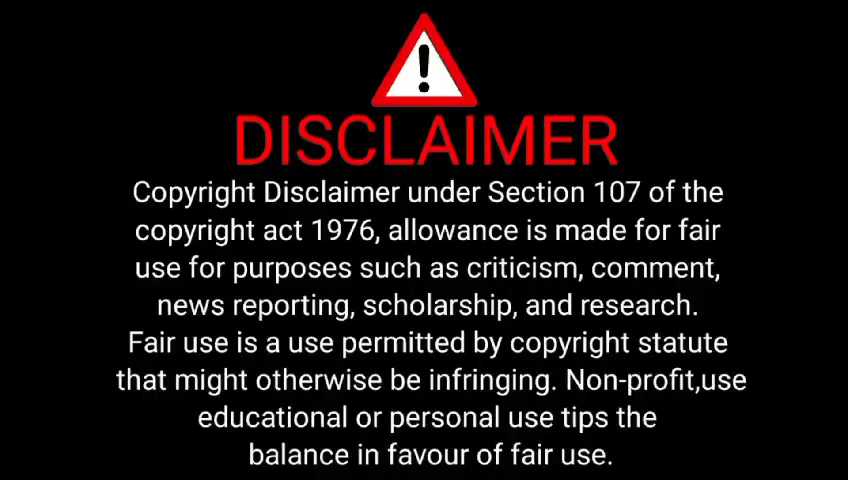 DISCLAIMER
Copyright Disclaimer under Section 107 of the
copyright act 1976, allowance is made for fair
use for purposes such as criticism, comment,
news reporting, scholarship, and research.
Fair use is a use permitted by copyright statute
that might otherwise be infringing. Non-profit,use
educational or personal use tips the
balance in favour of fair use.